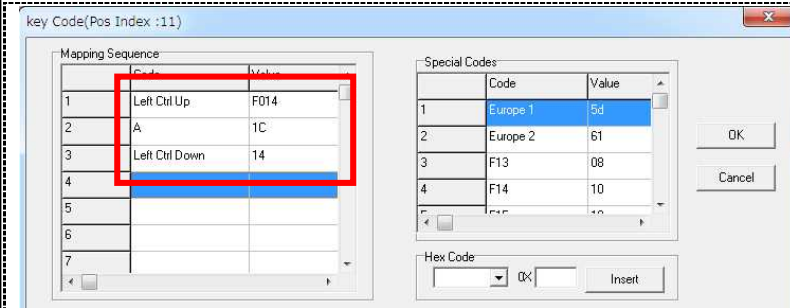 key Code(Pos Index :11)
Mapping Sequence
Code Value
1 Left Ctrl Up F014
2 A 1C
3 Left Ctrl Down 14
4
5
6
7
Special Codes
Code Value
1 Europe 1 5d
2 Europe 2 61
3 F13 08
4 F14 10
Hex Code
0X
Insert
OK
Cancel